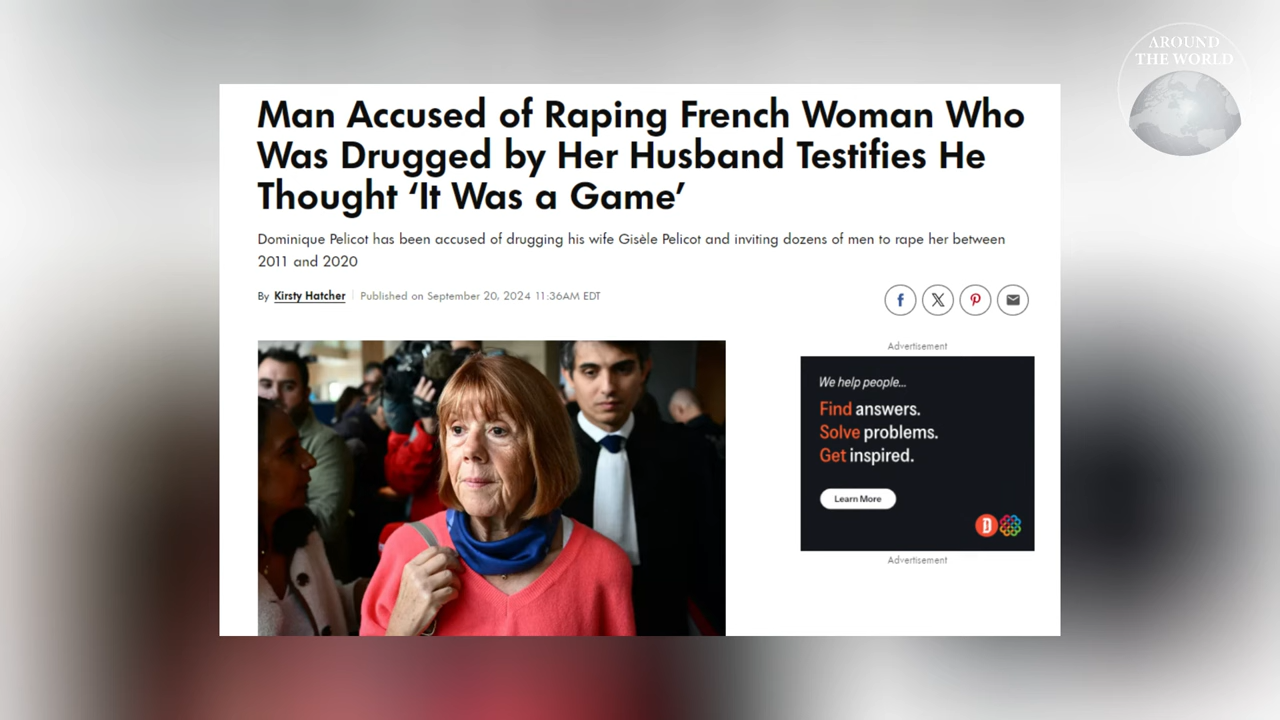 AROUND
THE WORLD
Man Accused of Raping French Woman Who
Was Drugged by Her Husband Testifies He
Thought ‘It Was a Game’
Dominique Pelicot has been accused of drugging his wife Gisèle Pelicot and inviting dozens of men to rape her between
2011 and 2020
By Kirsty Hatcher Published on September 20, 2024 11:36AM EDT
Advertisement
We help people...
Find answers.
Solve problems.
Get inspired.
Learn More
D
Advertisement